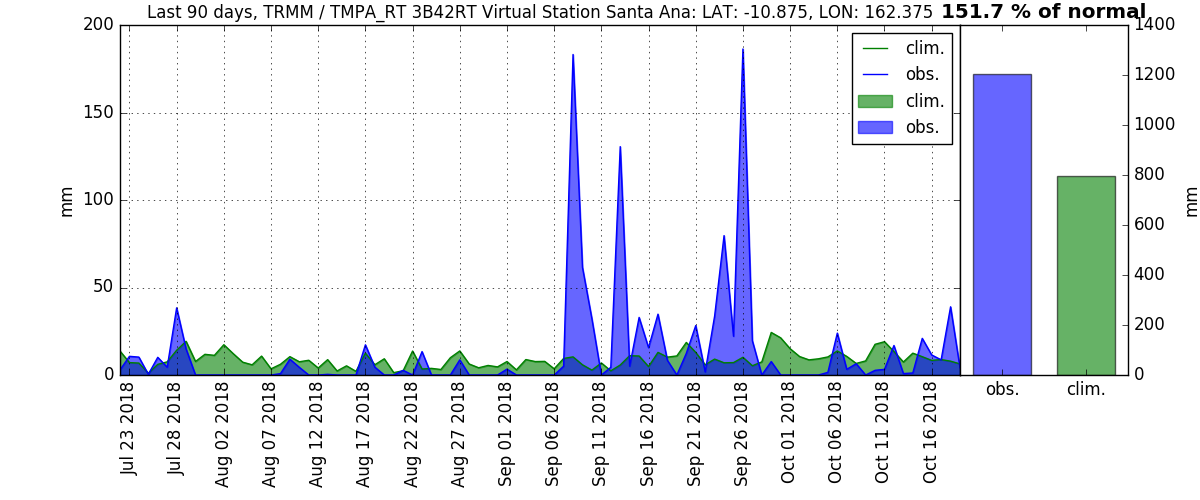 Last 90 days, TRMM / TMPA_RT 3B42RT Virtual Station Santa Ana: LAT: -10.875, LON: 162.375 151.7 % of normal
200
150
100
50
0
mm
clim.
obs.
clim.
obs.
1400
1200
1000
800
600
400
200
0
mm
obs.
clim.
Jul 23 2018
Jul 28 2018
Aug 02 2018
Aug 07 2018
Aug 12 2018
Aug 17 2018
Aug 22 2018
Aug 27 2018
Sep 01 2018
Sep 06 2018
Sep 11 2018
Sep 16 2018
Sep 21 2018
Sep 26 2018
Oct 01 2018
Oct 06 2018
Oct 11 2018
Oct 16 2018